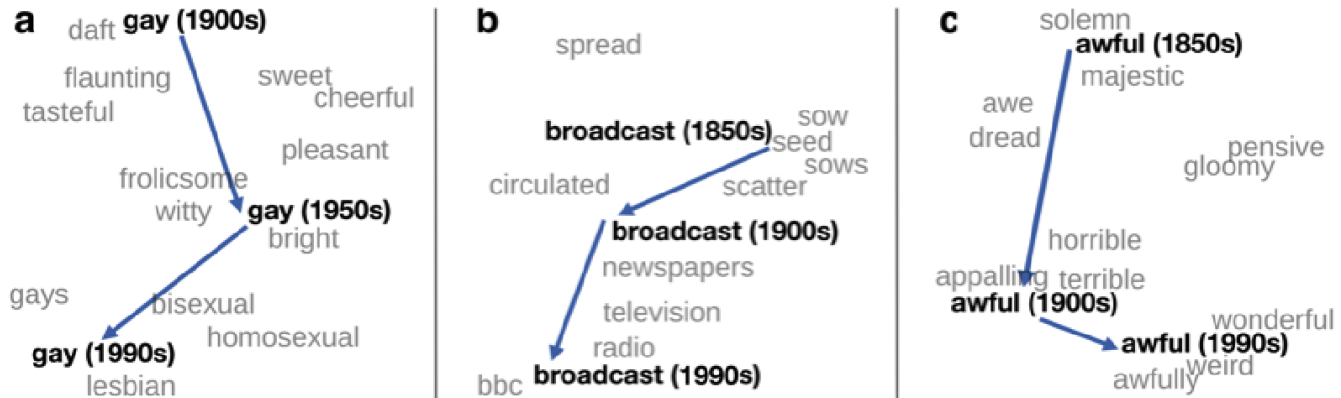 a
daft gay (1900s)
flaunting
sweet
tasteful
cheerful
pleasant
frolicsome
witty
gay (1950s)
bright
gays
bisexual
homosexual
gay (1990s)
lesbian
b
spread
sow
broadcast (1850s)
seed
sows
circulated
scatter
broadcast (1900s)
newspapers
television
radio
bbc
broadcast (1990s)
c
solemn
awful (1850s)
majestic
awe
dread
pensive
gloomy
horrible
appalling
terrible
awful (1900s)
wonderful
awful (1990s)
weird
awfully